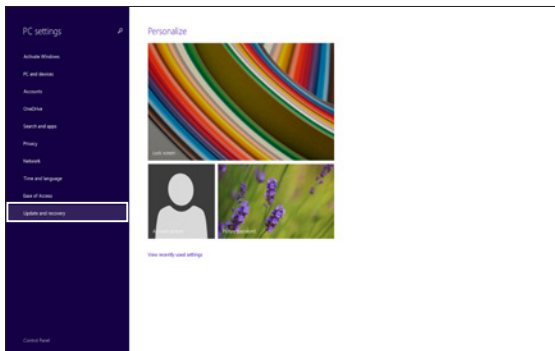 PC settings
Activate Windows
PC and devices
Accounts
OneDrive
Search and apps
Privacy
Network
Time and language
Ease of Access
Update and recovery
Control Panel
Personalize
Lock screen
View recently used settings